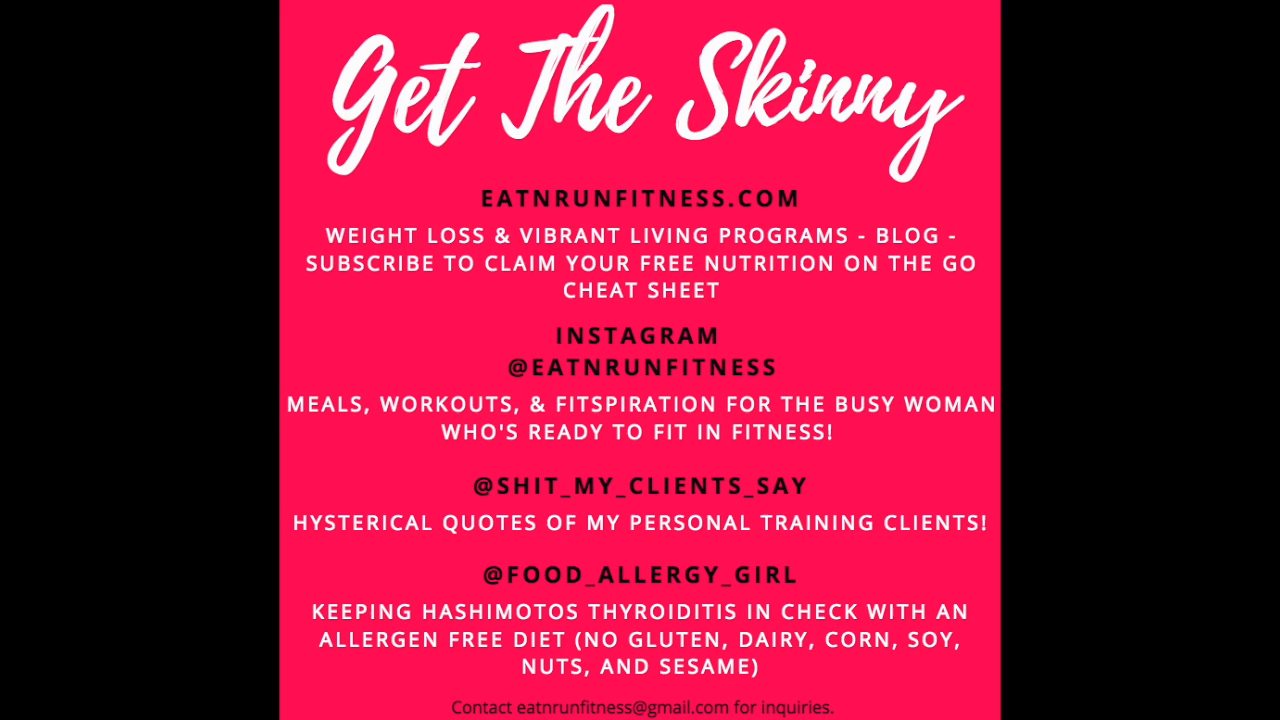 Get The Skinny
EATNRUNFITNESS.COM
WEIGHT LOSS & VIBRANT LIVING PROGRAMS - BLOG -
SUBSCRIBE TO CLAIM YOUR FREE NUTRITION ON THE GO
CHEAT SHEET
INSTAGRAM
@EATNRUNFITNESS
MEALS, WORKOUTS, & FITSPIRATION FOR THE BUSY WOMAN
WHO'S READY TO FIT IN FITNESS!
@SHIT_MY_CLIENTS_SAY
HYSTERICAL QUOTES OF MY PERSONAL TRAINING CLIENTS!
@FOOD_ALLERGY_GIRL
KEEPING HASHIMOTOS THYROIDITIS IN CHECK WITH AN
ALLERGEN FREE DIET (NO GLUTEN, DAIRY, CORN, SOY,
NUTS, AND SESAME)
Contact eatnrunfitness@gmail.com for inquiries.